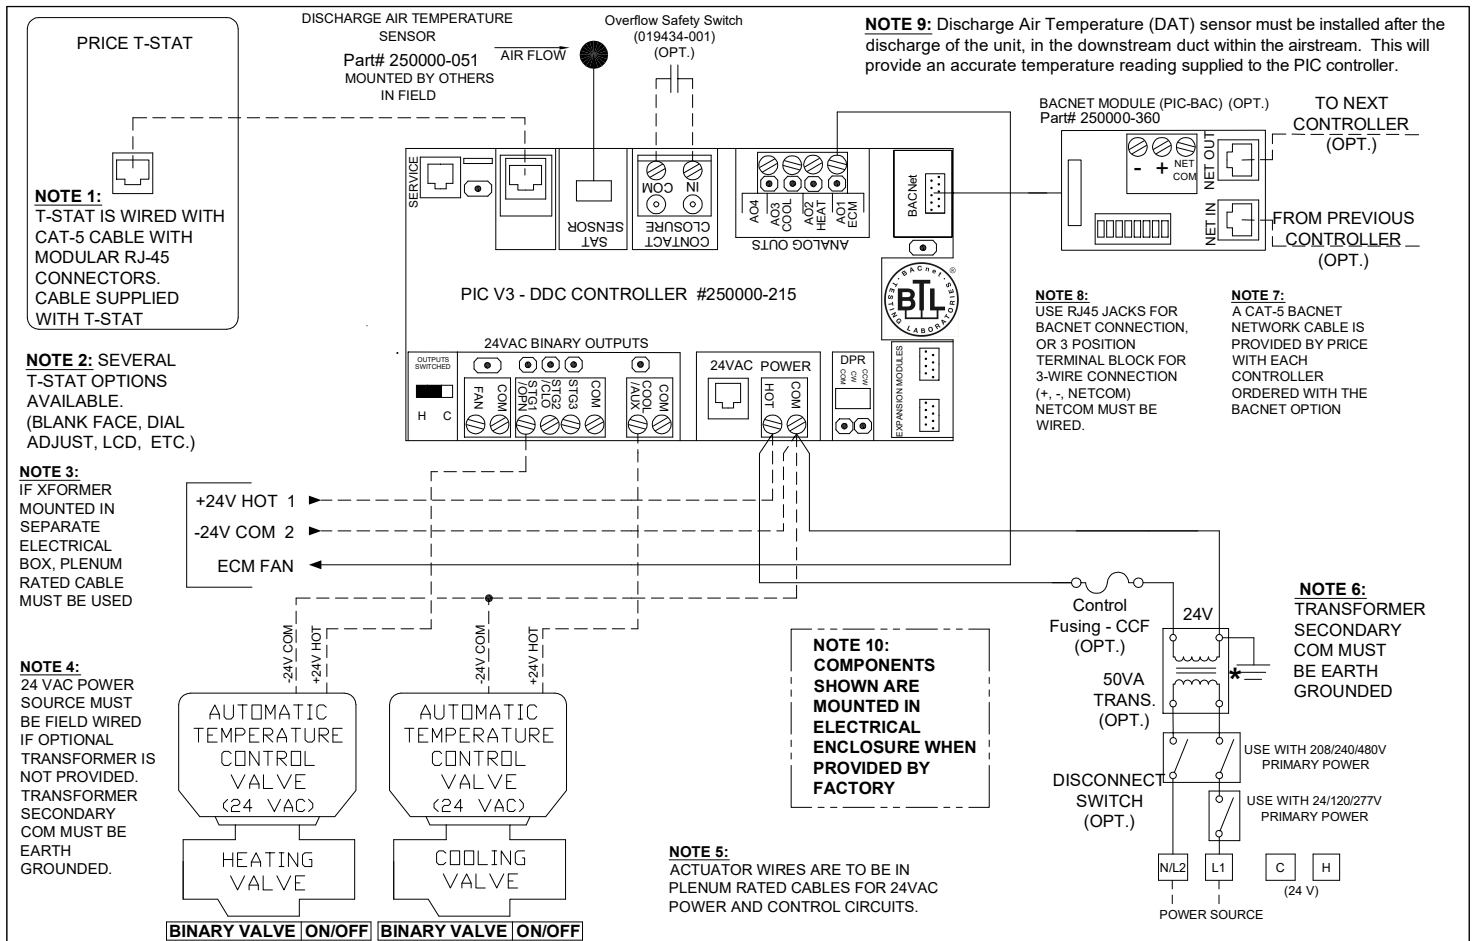 PRICE T-STAT
NOTE 1:
T-STAT IS WIRED WITH
CAT-5 CABLE WITH
MODULAR RJ-45
CONNECTORS.
CABLE SUPPLIED
WITH T-STAT
NOTE 2: SEVERAL
T-STAT OPTIONS
AVAILABLE.
(BLANK FACE, DIAL
ADJUST, LCD, ETC.)
NOTE 3:
IF XFORMER
MOUNTED IN
SEPARATE
ELECTRICAL
BOX, PLENUM
RATED CABLE
MUST BE USED
NOTE 4:
24 VAC POWER
SOURCE MUST
BE FIELD WIRED
IF OPTIONAL
TRANSFORMER IS
NOT PROVIDED.
TRANSFORMER
SECONDARY
COM MUST BE
EARTH
GROUNDED.
DISCHARGE AIR TEMPERATURE
SENSOR
Part# 250000-051
MOUNTED BY OTHERS
IN FIELD
AIR FLOW
Overflow Safety Switch
(019434-001)
(OPT.)
NOTE 9: Discharge Air Temperature (DAT) sensor must be installed after the
discharge of the unit, in the downstream duct within the airstream. This will
provide an accurate temperature reading supplied to the PIC controller.
BACNET MODULE (PIC-BAC) (OPT.)
Part# 250000-360
- + NET
COM
NET OUT
NET IN
TO NEXT
CONTROLLER
(OPT.)
FROM PREVIOUS
CONTROLLER
(OPT.)
SERVICE
SAT
SENSOR
COM
IN
CONTACT
CLOSURE
AO4
AO3
COOL
AO2
HEAT
AO1
ECM
ANALOG OUTS
BACNet
PIC V3 - DDC CONTROLLER #250000-215
BACnet
®
BTL
TESTING LABORATORIES
24VAC BINARY OUTPUTS
OUTPUTS
SWITCHED
H C
FAN
COM
STG1
/OPN
STG2
/CLO
STG3
COM
COOL
/AUX
COM
24VAC POWER
HOT
COM
DPR
COM
CW
CCW
EXPANSION MODULES
NOTE 8:
USE RJ45 JACKS FOR
BACNET CONNECTION,
OR 3 POSITION
TERMINAL BLOCK FOR
3-WIRE CONNECTION
(+, -, NETCOM)
NETCOM MUST BE
WIRED.
NOTE 7:
A CAT-5 BACNET
NETWORK CABLE IS
PROVIDED BY PRICE
WITH EACH
CONTROLLER
ORDERED WITH THE
BACNET OPTION
+24V HOT 1
-24V COM 2
ECM FAN
-24V COM
+24V HOT
-24V COM
+24V HOT
AUTOMATIC
TEMPERATURE
CONTROL
VALVE
(24 VAC)
HEATING
VALVE
BINARY VALVE ON/OFF
AUTOMATIC
TEMPERATURE
CONTROL
VALVE
(24 VAC)
COOLING
VALVE
BINARY VALVE ON/OFF
NOTE 10:
COMPONENTS
SHOWN ARE
MOUNTED IN
ELECTRICAL
ENCLOSURE WHEN
PROVIDED BY
FACTORY
NOTE 5:
ACTUATOR WIRES ARE TO BE IN
PLENUM RATED CABLES FOR 24VAC
POWER AND CONTROL CIRCUITS.
Control
Fusing - CCF
(OPT.)
24V
50VA
TRANS.
(OPT.)
*
NOTE 6:
TRANSFORMER
SECONDARY
COM MUST
BE EARTH
GROUNDED
DISCONNECT
SWITCH
(OPT.)
USE WITH 208/240/480V
PRIMARY POWER
USE WITH 24/120/277V
PRIMARY POWER
N/L2 L1 C H
(24 V)
POWER SOURCE